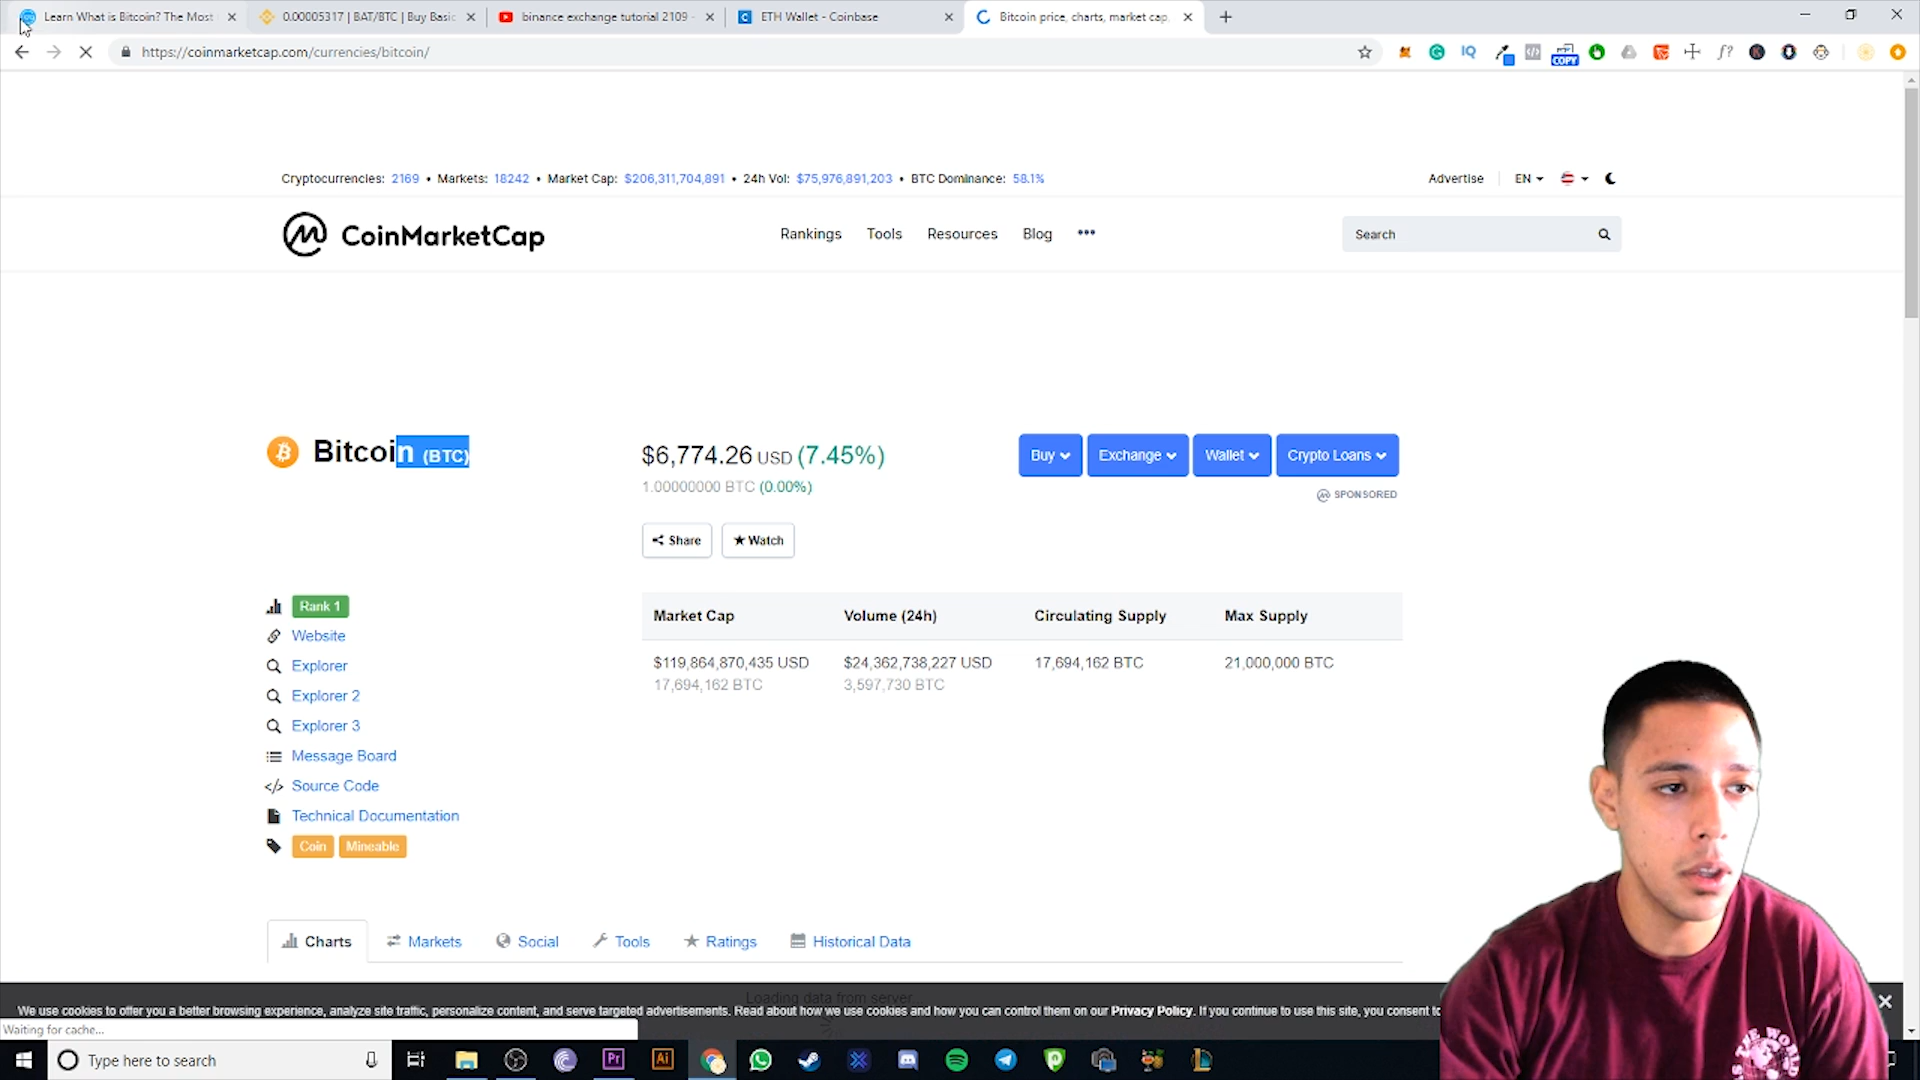 Learn What is Bitcoin? The Most
0.00005317 | BAT/BTC | Buy Basic
binance exchange tutorial 2109 -
ETH Wallet - Coinbase
Bitcoin price, charts, market cap,
https://coinmarketcap.com/currencies/bitcoin/
IQ
COPY
f?
Cryptocurrencies: 2169 • Markets: 18242 • Market Cap: $206,311,704,891 • 24h Vol: $75,976,891,203 • BTC Dominance: 58.1%
Advertise
EN
CoinMarketCap
Rankings
Tools
Resources
Blog
Search
Bitcoin (BTC)
$6,774.26 USD (7.45%)
1.00000000 BTC (0.00%)
Buy
Exchange
Wallet
Crypto Loans
SPONSORED
Share
Watch
Rank 1
Website
Explorer
Explorer 2
Explorer 3
Message Board
Source Code
Technical Documentation
Coin
Mineable
Market Cap
Volume (24h)
Circulating Supply
Max Supply
$119,864,870,435 USD
$24,362,738,227 USD
17,694,162 BTC
21,000,000 BTC
17,694,162 BTC
3,597,730 BTC
Charts
Markets
Social
Tools
Ratings
Historical Data
Loading data from server
We use cookies to offer you a better browsing experience, analyze site traffic, personalize content, and serve targeted advertisements. Read about how we use cookies and how you can control them on our Privacy Policy. If you continue to use this site, you consent to
Waiting for cache...
Type here to search
Pr
Ai